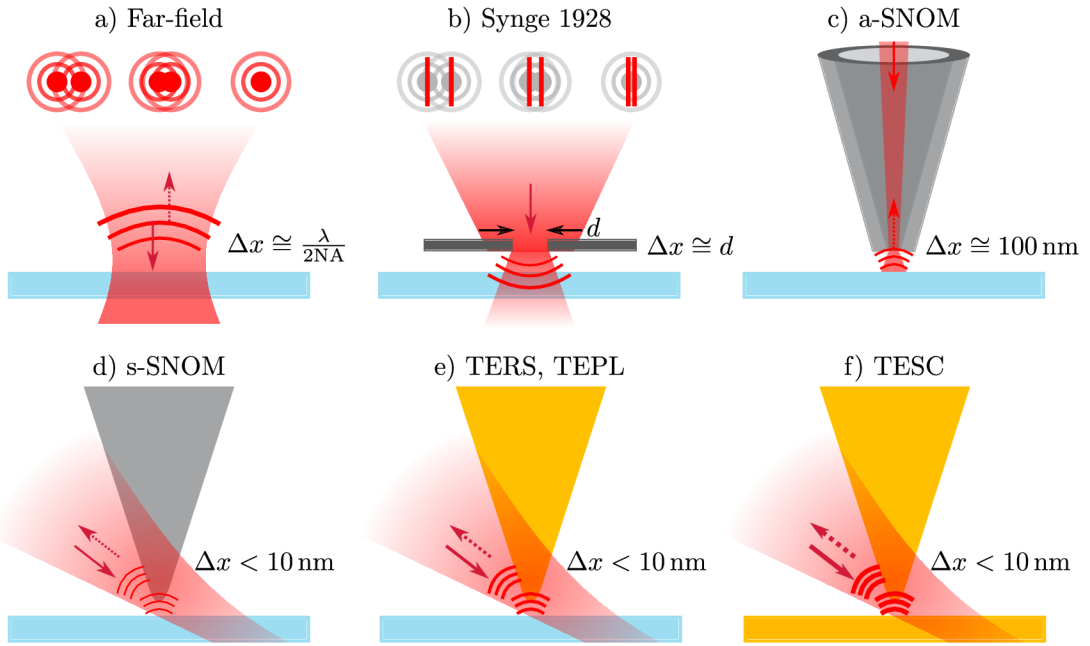 a) Far-field
b) Synge 1928
c) a-SNOM
Δx ≅ λ/2NA
d
Δx ≅ d
Δx ≅ 100 nm
d) s-SNOM
e) TERS, TEPL
f) TESC
Δx < 10 nm
Δx < 10 nm
Δx < 10 nm